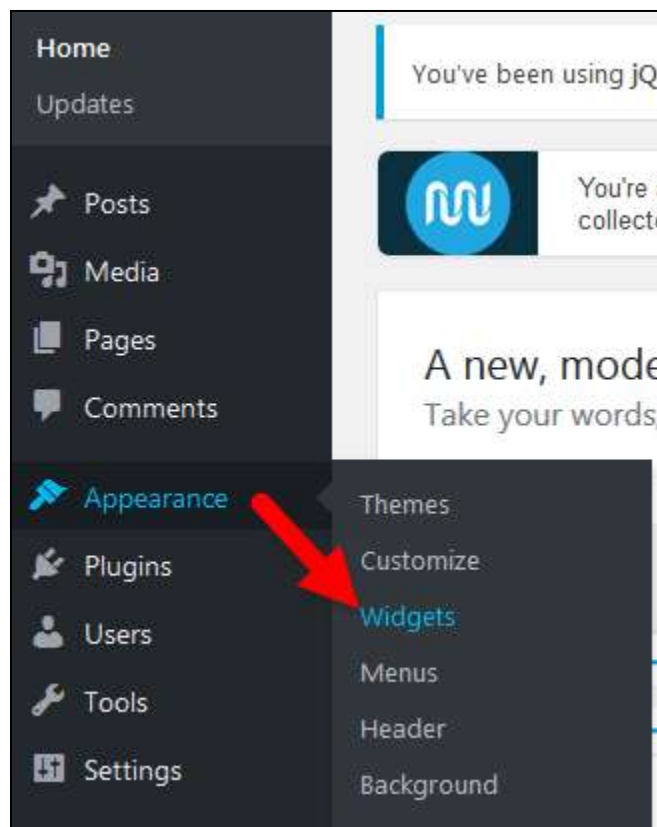 Home
Updates
Posts
Media
Pages
Comments
Appearance
Plugins
Users
Tools
Settings
You've been using jQ
You're
collecte
A new, mode
Take your words,
Themes
Customize
Widgets
Menus
Header
Background